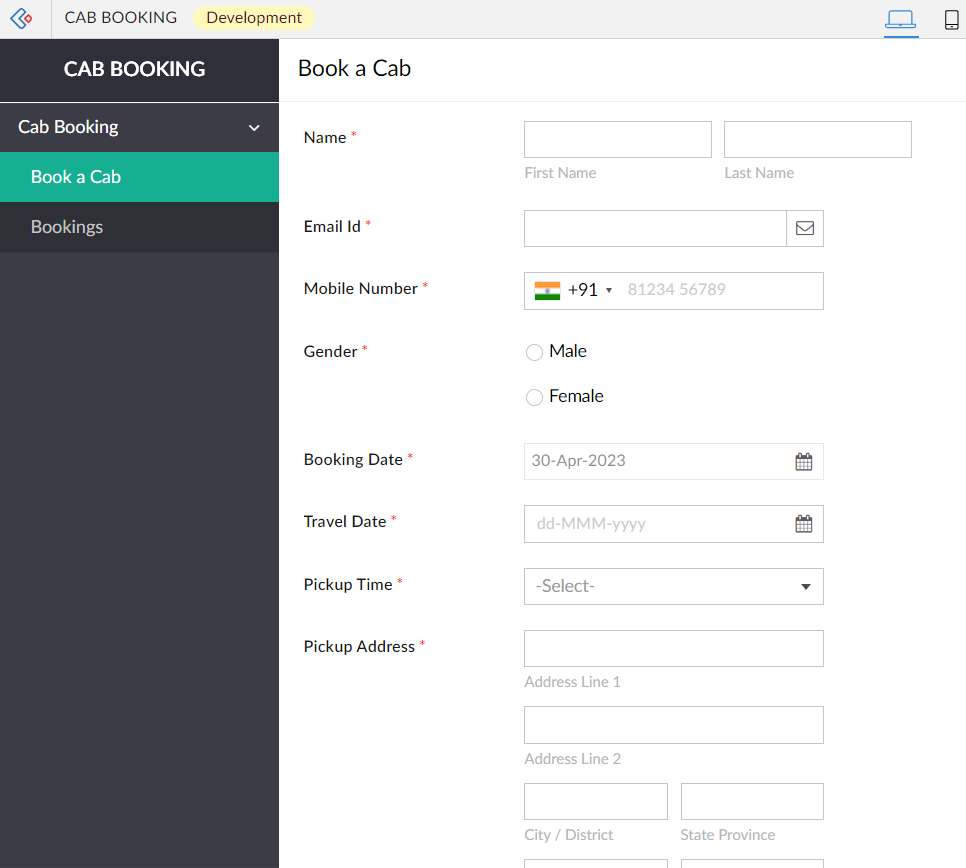 CAB BOOKING Development
CAB BOOKING
Cab Booking
Book a Cab
Bookings
Book a Cab
Name *
First Name Last Name
Email Id *
Mobile Number * +91 81234 56789
Gender * Male
Female
Booking Date * 30-Apr-2023
Travel Date * dd-MMM-yyyy
Pickup Time * -Select-
Pickup Address *
Address Line 1
Address Line 2
City / District State Province